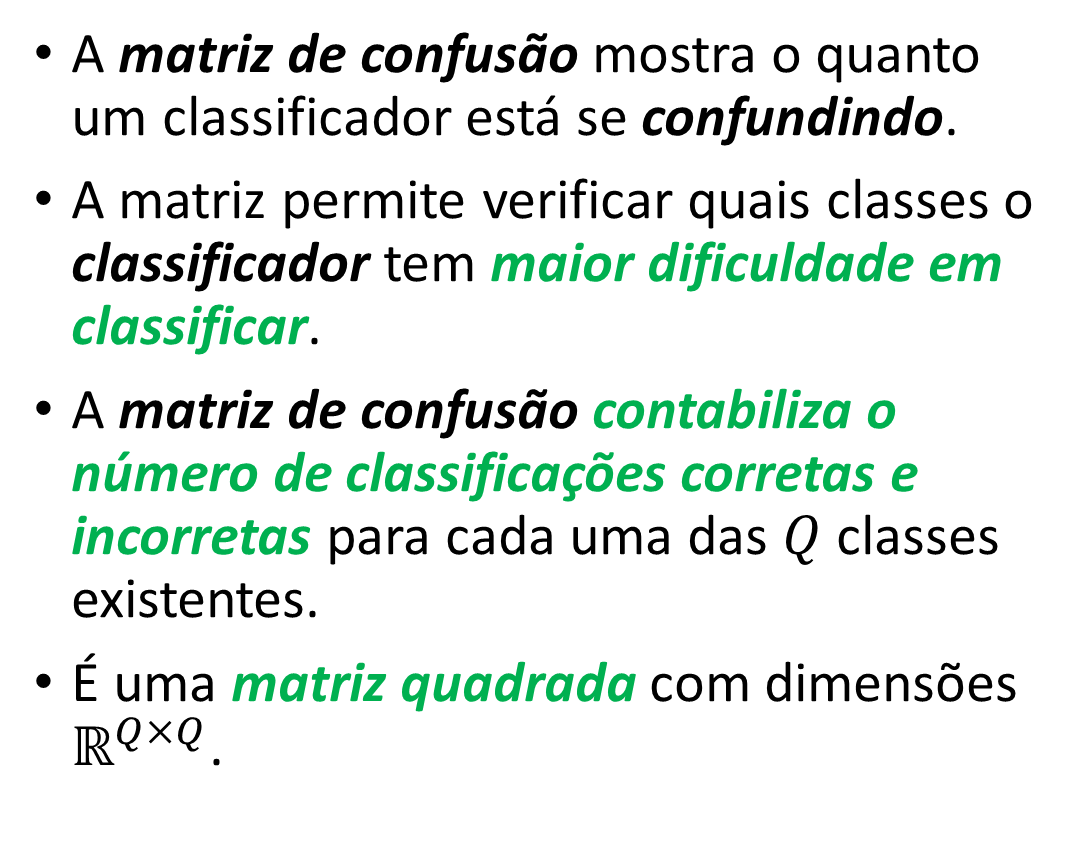 • A matriz de confusão mostra o quanto
um classificador está se confundindo.
• A matriz permite verificar quais classes o
classificador tem maior dificuldade em
classificar.
• A matriz de confusão contabiliza o
número de classificações corretas e
incorretas para cada uma das Q classes
existentes.
• É uma matriz quadrada com dimensões
ℝ^{Q×Q}.